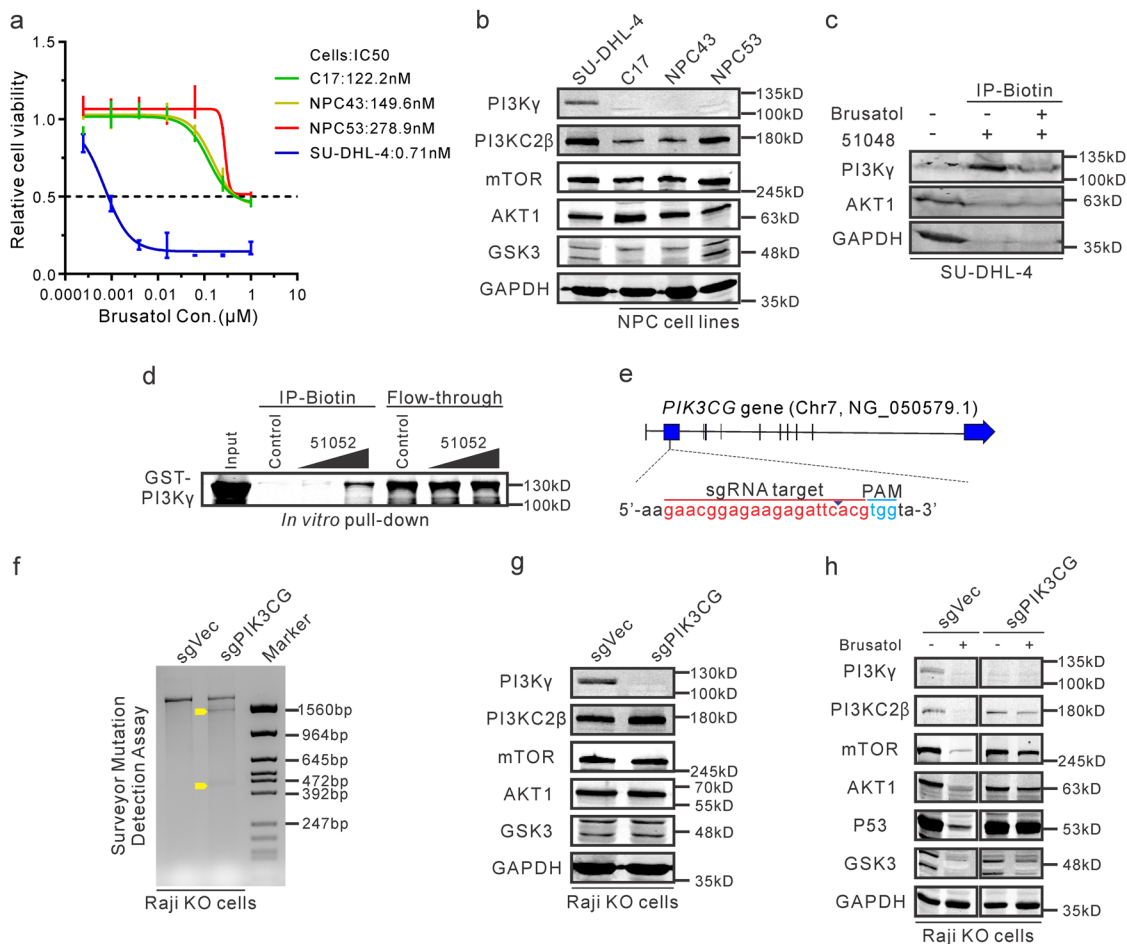 a
1.5
1.0
0.5
0.0
Relative cell viability
0.0001
0.001
0.01
0.1
1
10
Brusatol Con.(μM)
Cells:IC50
C17:122.2nM
NPC43:149.6nM
NPC53:278.9nM
SU-DHL-4:0.71nM
b
SU-DHL-4
C17
NPC43
NPC53
PI3Kγ
135kD
100kD
PI3KC2β
180kD
mTOR
245kD
AKT1
63kD
GSK3
48kD
GAPDH
35kD
NPC cell lines
c
IP-Biotin
Brusatol - - +
51048 - + +
PI3Kγ
135kD
100kD
AKT1
63kD
GAPDH
35kD
SU-DHL-4
d
IP-Biotin
Flow-through
Input
Control
51052
Control
51052
GST-
PI3Kγ
130kD
100kD
In vitro pull-down
e
PIK3CG gene (Chr7, NG_050579.1)
sgRNA target
PAM
5'-aagaacggagaagagattcacgtggta-3'
f
sgVec
sgPIK3CG
Marker
Surveyor Mutation
Detection Assay
1560bp
964bp
645bp
472bp
392bp
247bp
Raji KO cells
g
sgVec
sgPIK3CG
PI3Kγ
130kD
100kD
PI3KC2β
180kD
mTOR
245kD
AKT1
70kD
55kD
GSK3
48kD
GAPDH
35kD
Raji KO cells
h
sgVec
sgPIK3CG
Brusatol - + - +
PI3Kγ
135kD
100kD
PI3KC2β
180kD
mTOR
245kD
AKT1
63kD
P53
53kD
GSK3
48kD
GAPDH
35kD
Raji KO cells